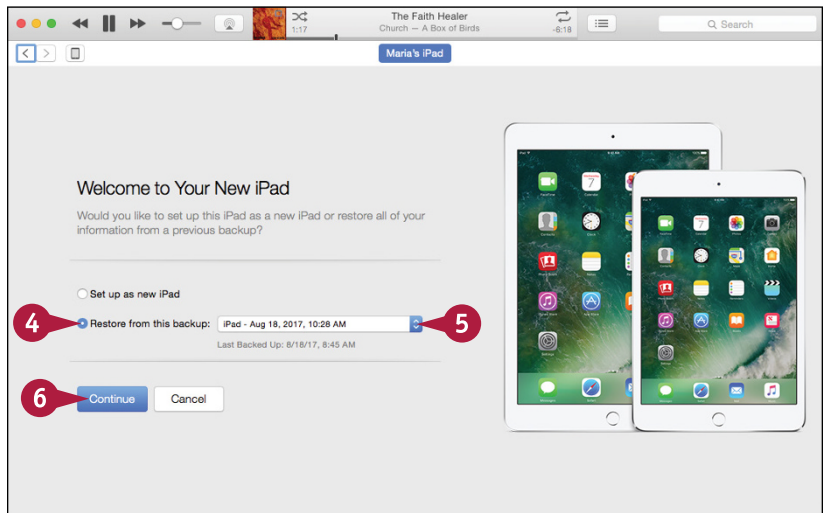 The Faith Healer
1:17
Church — A Box of Birds
-6:18
Search
Maria's iPad
Welcome to Your New iPad
Would you like to set up this iPad as a new iPad or restore all of your
information from a previous backup?
Set up as new iPad
4
Restore from this backup:
iPad - Aug 18, 2017, 10:28 AM
5
Last Backed Up: 8/18/17, 8:45 AM
6
Continue
Cancel
7
7